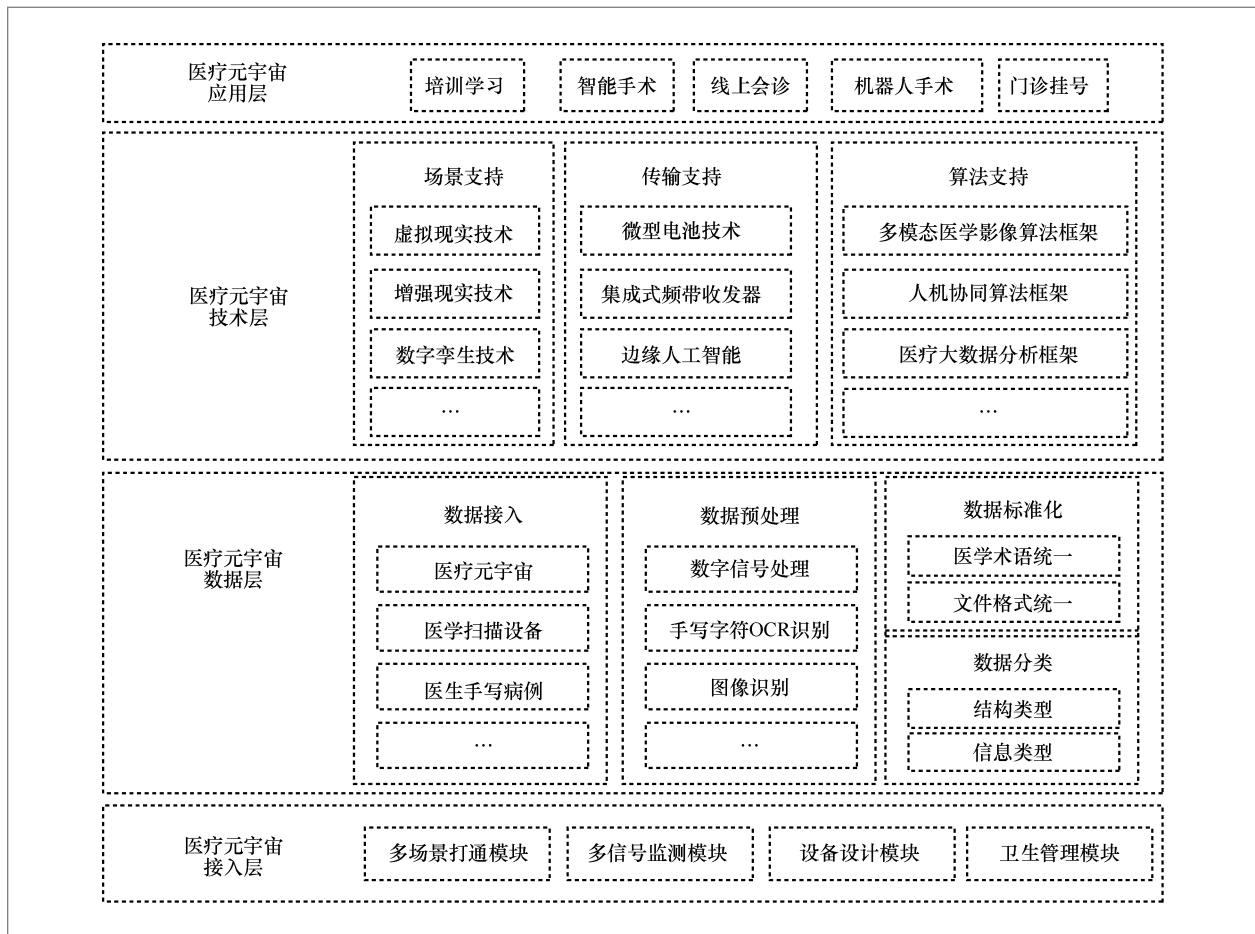 医疗元宇宙
应用层
培训学习
智能手术
线上会诊
机器人手术
门诊挂号
医疗元宇宙
技术层
场景支持
虚拟现实技术
增强现实技术
数字孪生技术
…
传输支持
微型电池技术
集成式频带收发器
边缘人工智能
…
算法支持
多模态医学影像算法框架
人机协同算法框架
医疗大数据分析框架
…
医疗元宇宙
数据层
数据接入
医疗元宇宙
医学扫描设备
医生手写病例
…
数据预处理
数字信号处理
手写字符OCR识别
图像识别
…
数据标准化
医学术语统一
文件格式统一
数据分类
结构类型
信息类型
医疗元宇宙
接入层
多场景打通模块
多信号监测模块
设备设计模块
卫生管理模块